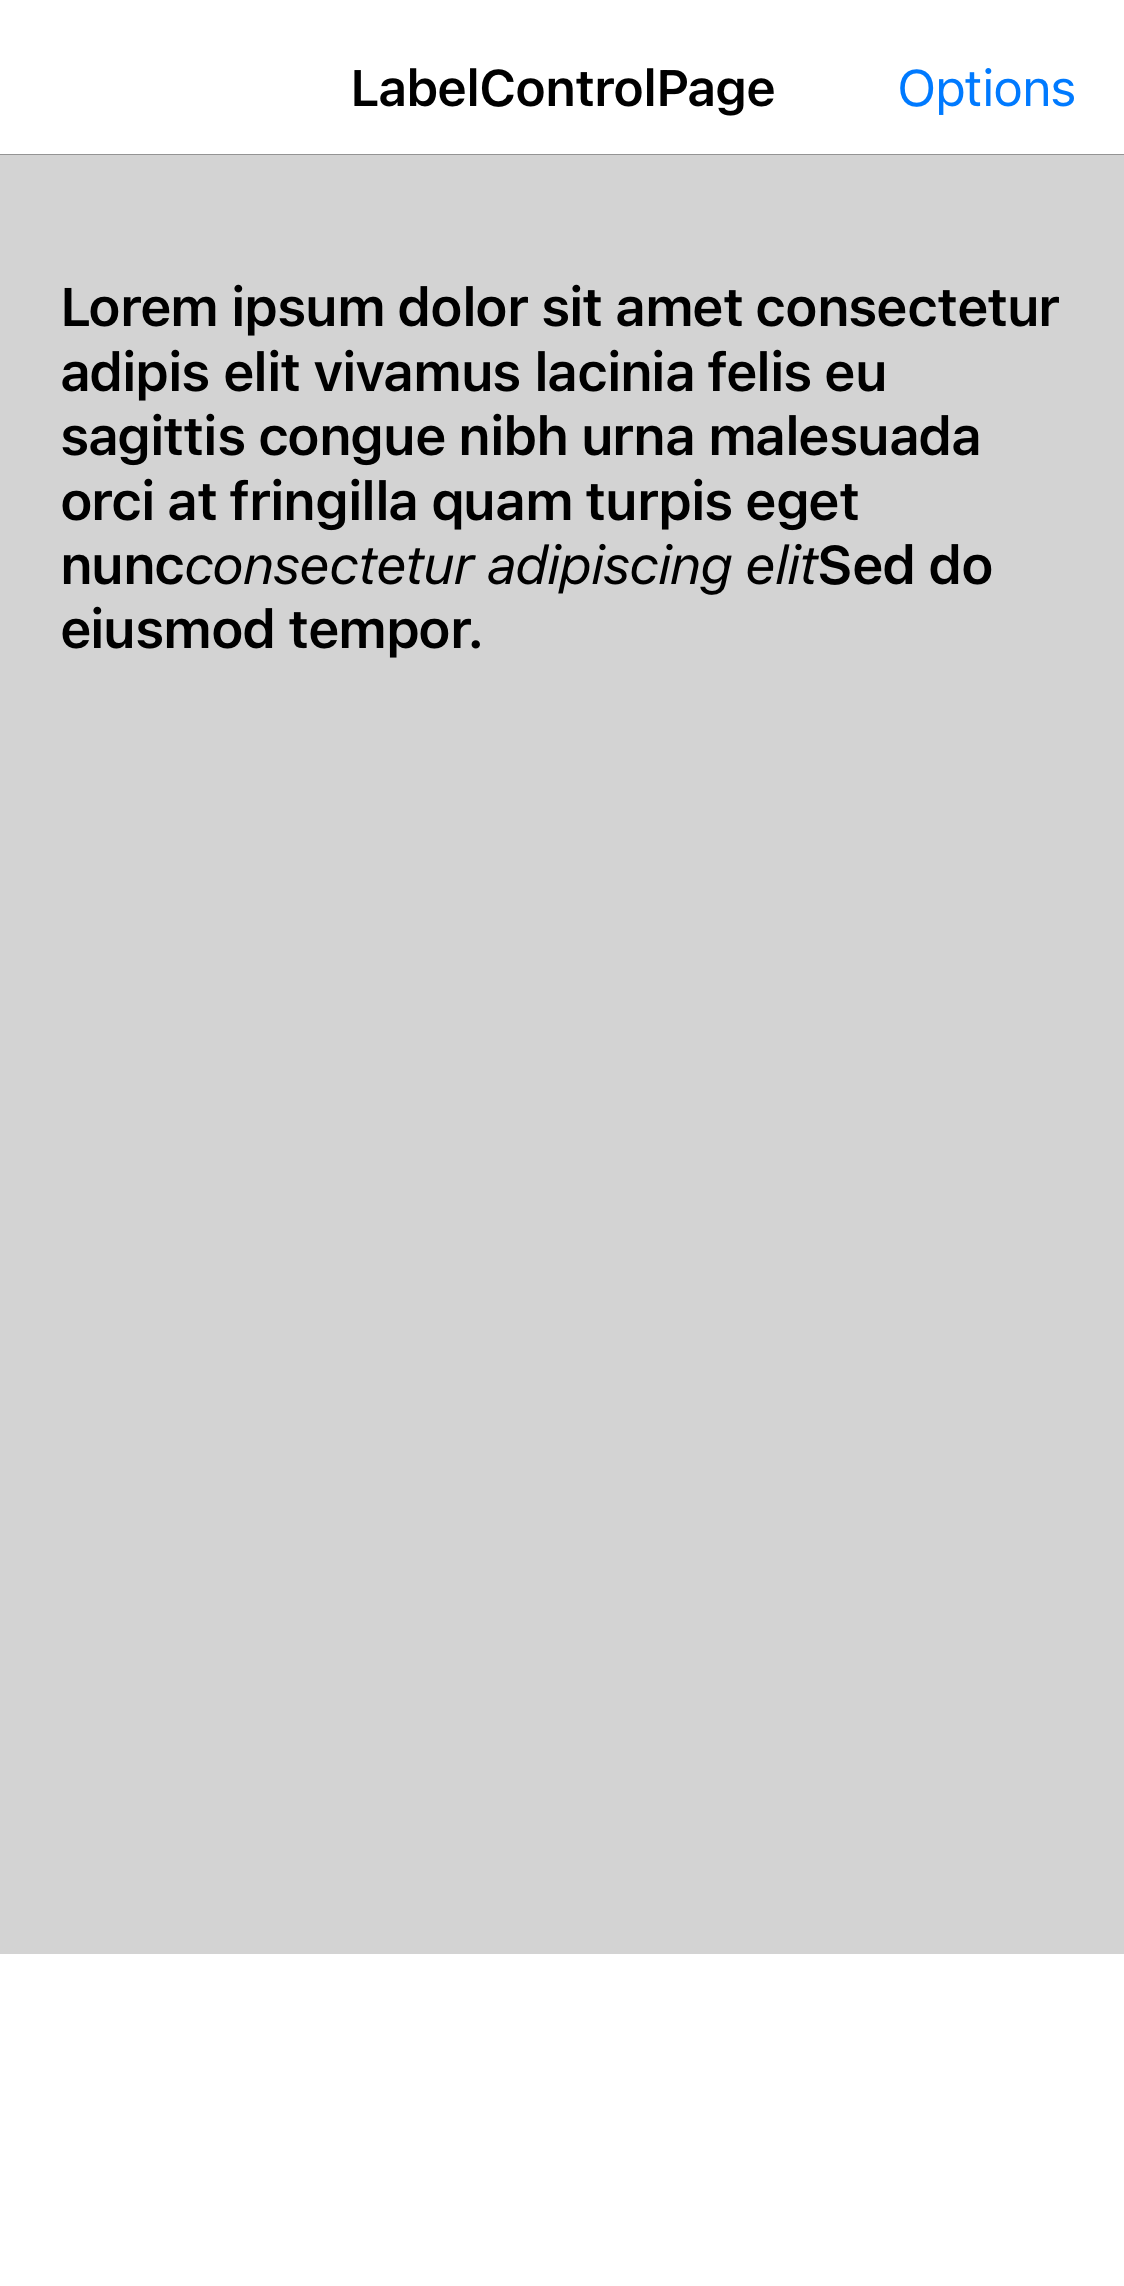 LabelControlPage
Options
Lorem ipsum dolor sit amet consectetur
adipis elit vivamus lacinia felis eu
sagittis congue nibh urna malesuada
orci at fringilla quam turpis eget
nuncconsectetur adipiscing elitSed do
eiusmod tempor.